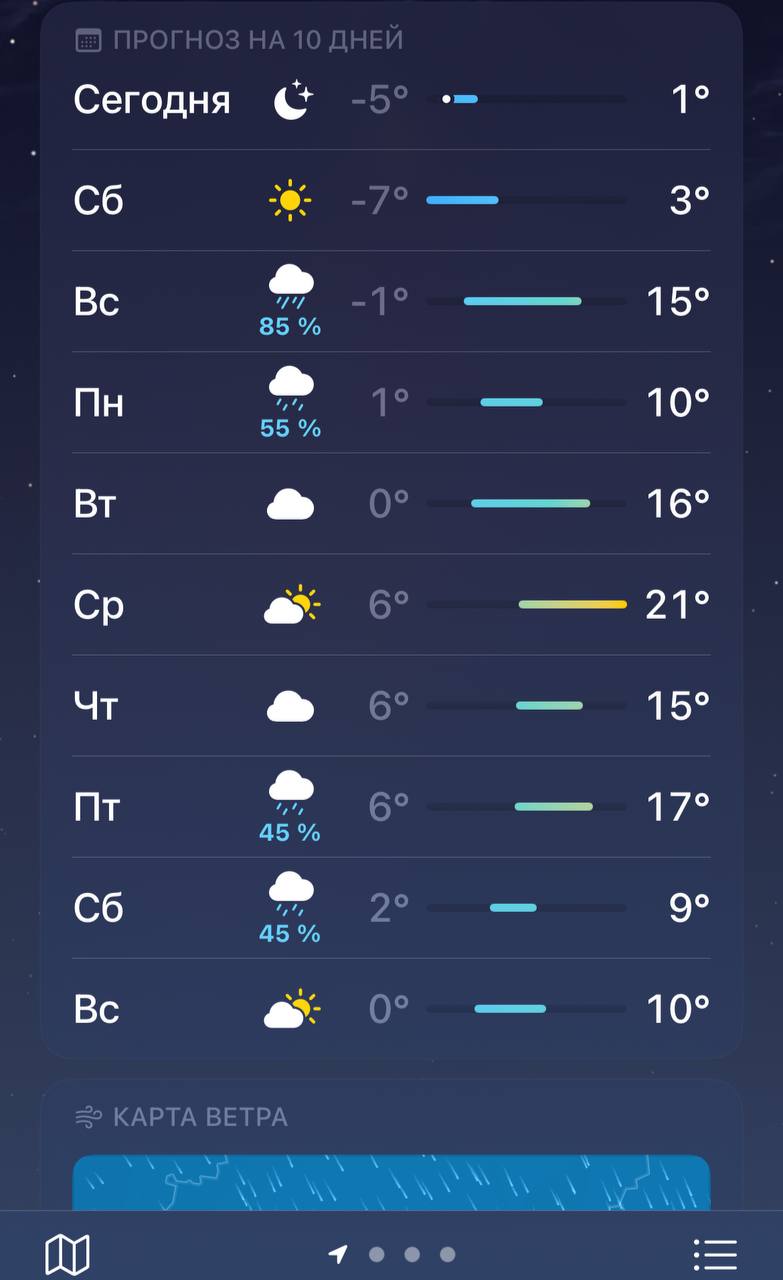 ПРОГНОЗ НА 10 ДНЕЙ
Сегодня -5° 1°
Сб -7° 3°
Вс 85 % -1° 15°
Пн 55 % 1° 10°
Вт 0° 16°
Ср 6° 21°
Чт 6° 15°
Пт 45 % 6° 17°
Сб 45 % 2° 9°
Вс 0° 10°
КАРТА ВЕТРА